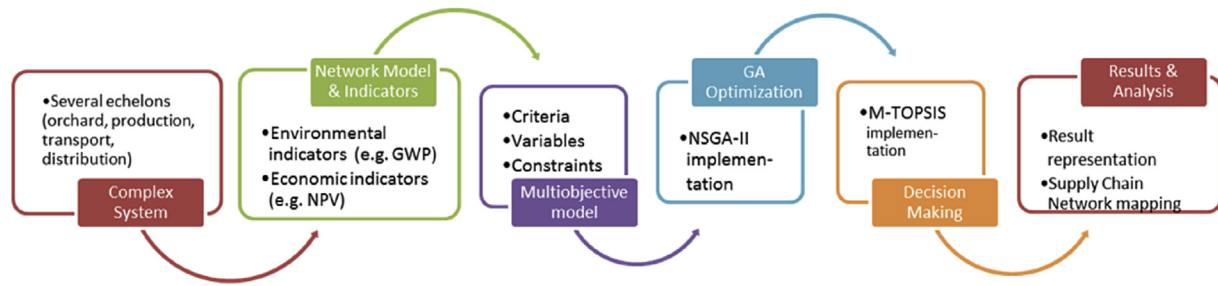 •Several echelons
(orchard, production,
transport,
distribution)
Complex
System
Network Model
& Indicators
•Environmental
indicators (e.g. GWP)
•Economic indicators
(e.g. NPV)
•Criteria
•Variables
•Constraints
Multiobjective
model
GA
Optimization
•NSGA-II
implemen-
tation
•M-TOPSIS
implemen-
tation
Decision
Making
Results &
Analysis
•Result
representation
•Supply Chain
Network mapping